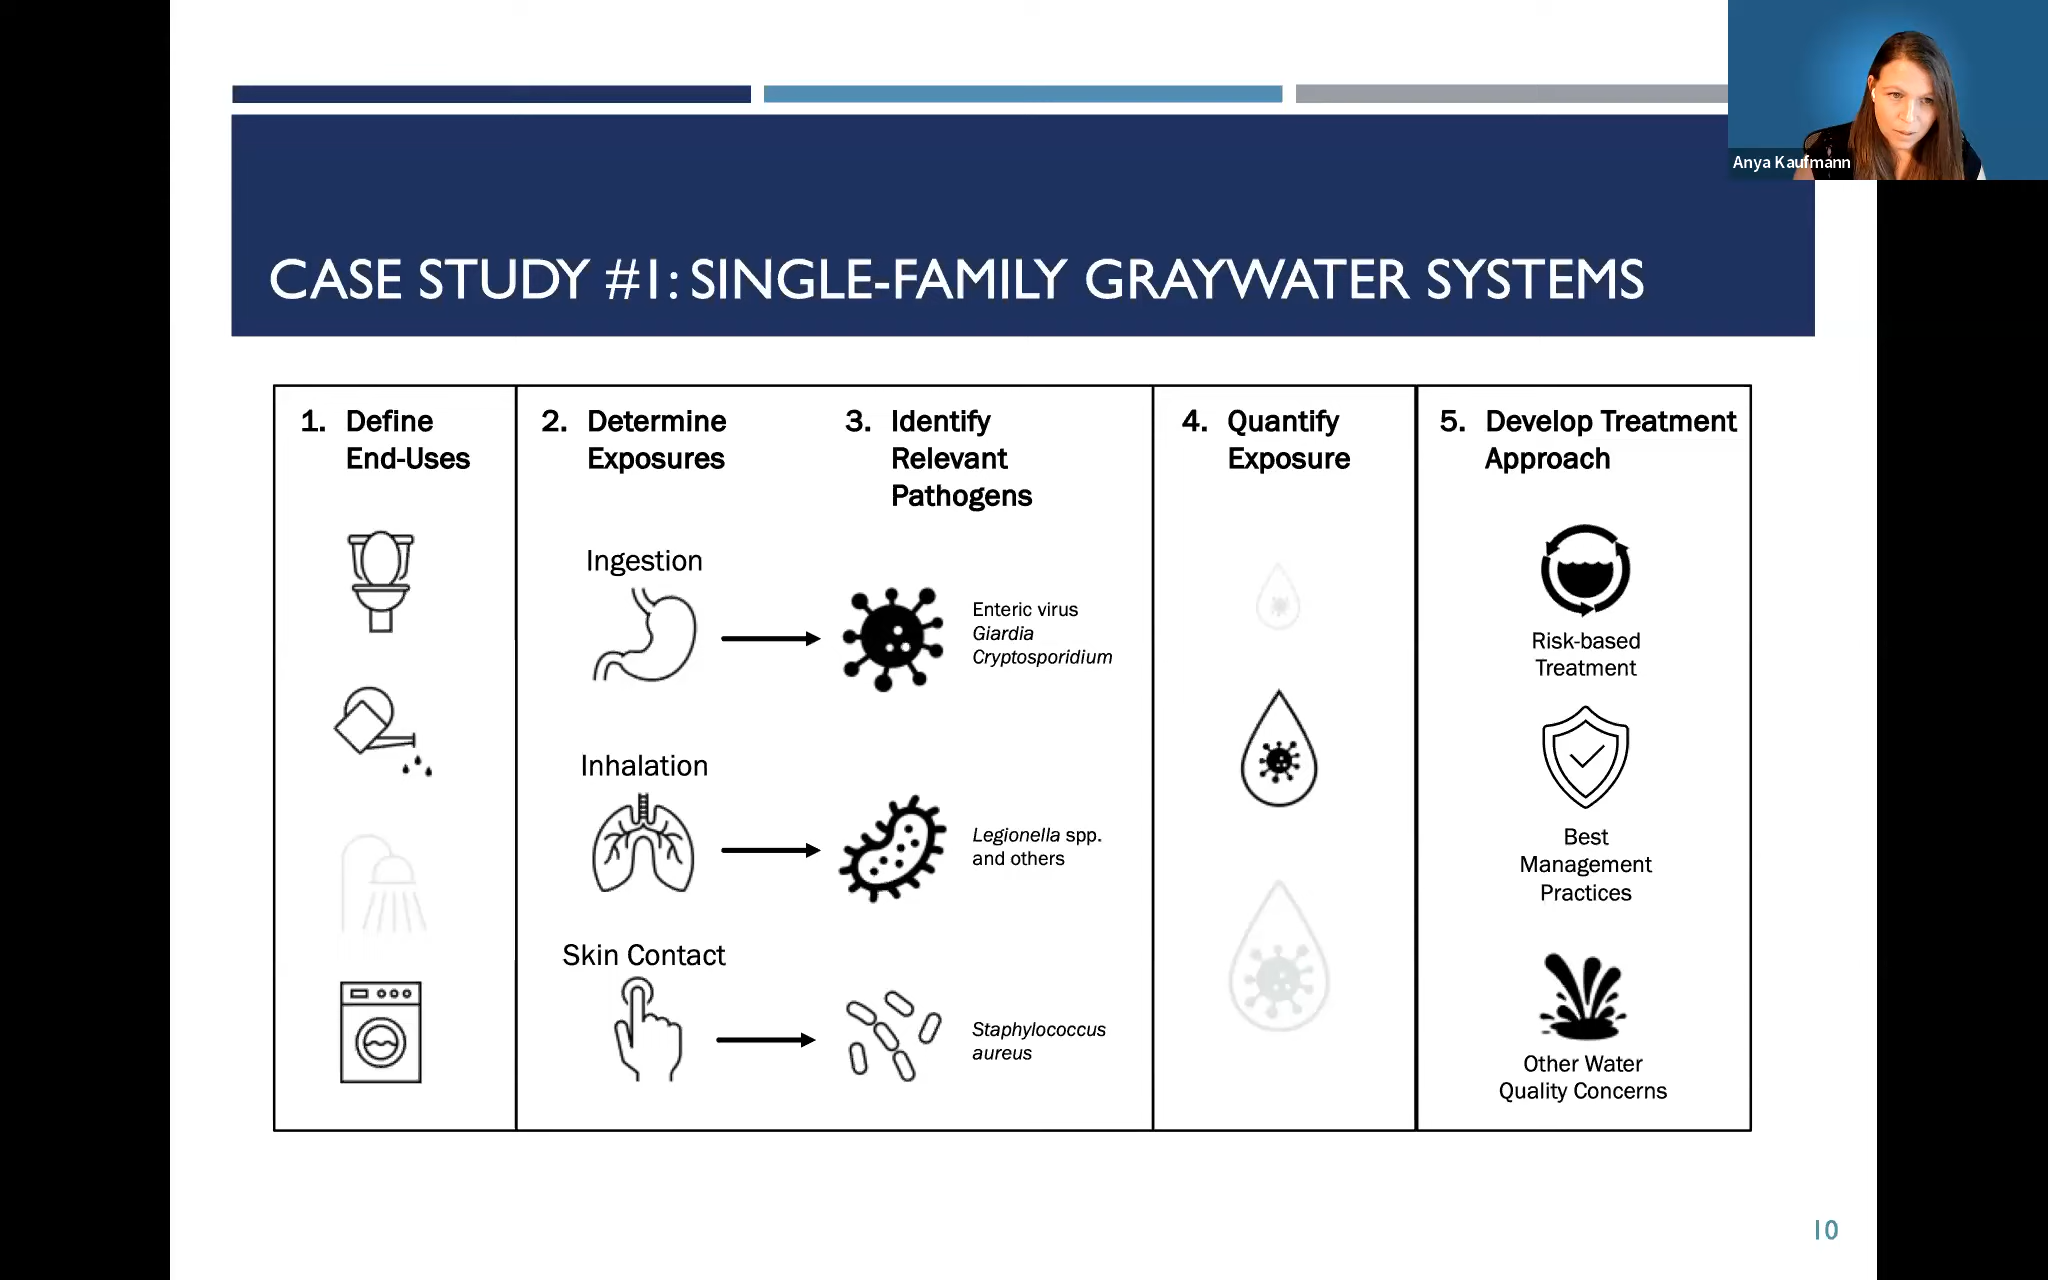 Anya Kaufmann
CASE STUDY #1: SINGLE-FAMILY GRAYWATER SYSTEMS
1. Define
End-Uses
2. Determine
Exposures
3. Identify
Relevant
Pathogens
4. Quantify
Exposure
5. Develop Treatment
Approach
Ingestion
Enteric virus
Giardia
Cryptosporidium
Inhalation
Legionella spp.
and others
Skin Contact
Staphylococcus
aureus
Risk-based
Treatment
Best
Management
Practices
Other Water
Quality Concerns
10